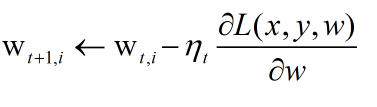 w_{t+1,i} ← w_{t,i} − η_t ∂L(x, y, w) / ∂w